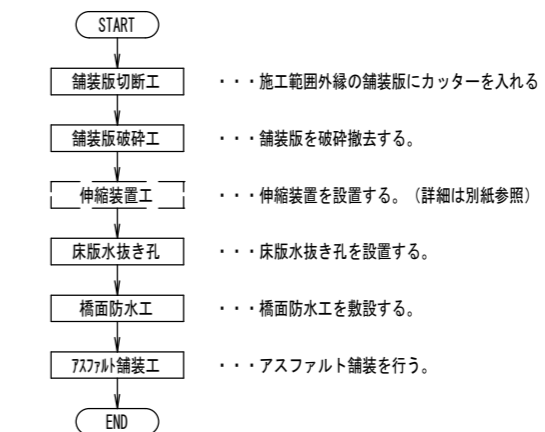 START
舗装版切断工 ・・・施工範囲外縁の舗装版にカッターを入れる
舗装版破砕工 ・・・舗装版を破砕撤去する。
伸縮装置工 ・・・伸縮装置を設置する。（詳細は別紙参照）
床版水抜き孔 ・・・床版水抜き孔を設置する。
橋面防水工 ・・・橋面防水工を敷設する。
ｱｽﾌｧﾙﾄ舗装工 ・・・アスファルト舗装を行う。
END